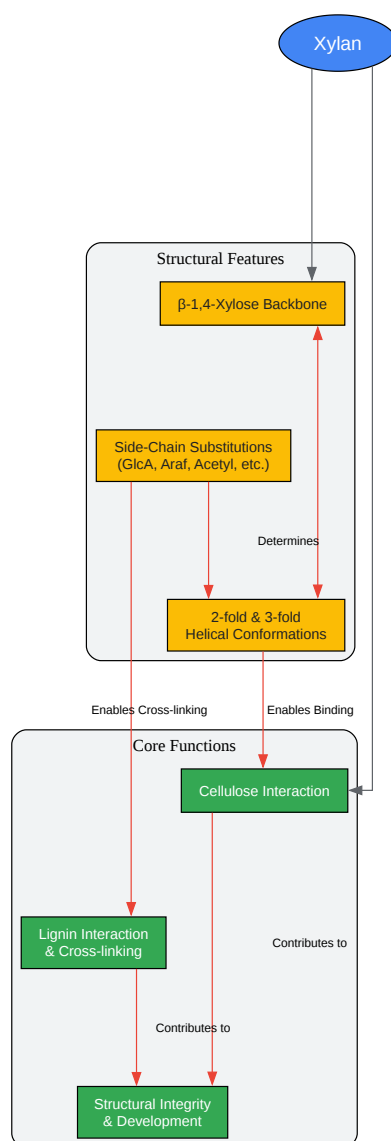 Xylan
Structural Features
β-1,4-Xylose Backbone
Side-Chain Substitutions
(GlcA, Araf, Acetyl, etc.)
Determines
2-fold & 3-fold
Helical Conformations
Enables Cross-linking
Enables Binding
Core Functions
Cellulose Interaction
Lignin Interaction
& Cross-linking
Contributes to
Contributes to
Structural Integrity
& Development